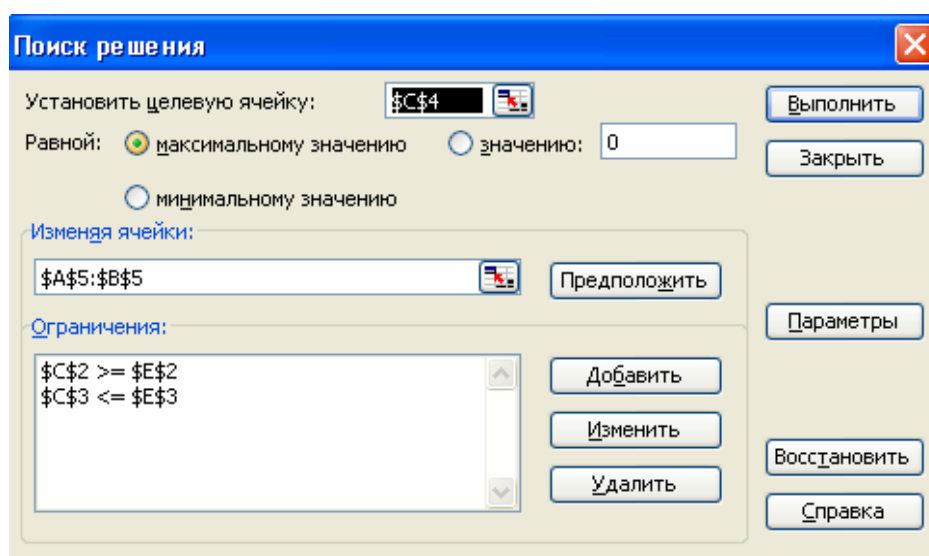 Поиск решения
Установить целевую ячейку: $C$4
Выполнить
Равной: максимальному значению значению: 0
Закрыть
минимальному значению
Изменяя ячейки:
$A$5:$B$5
Предположить
Ограничения:
Параметры
$C$2 >= $E$2
$C$3 <= $E$3
Добавить
Изменить
Восстановить
Удалить
Справка